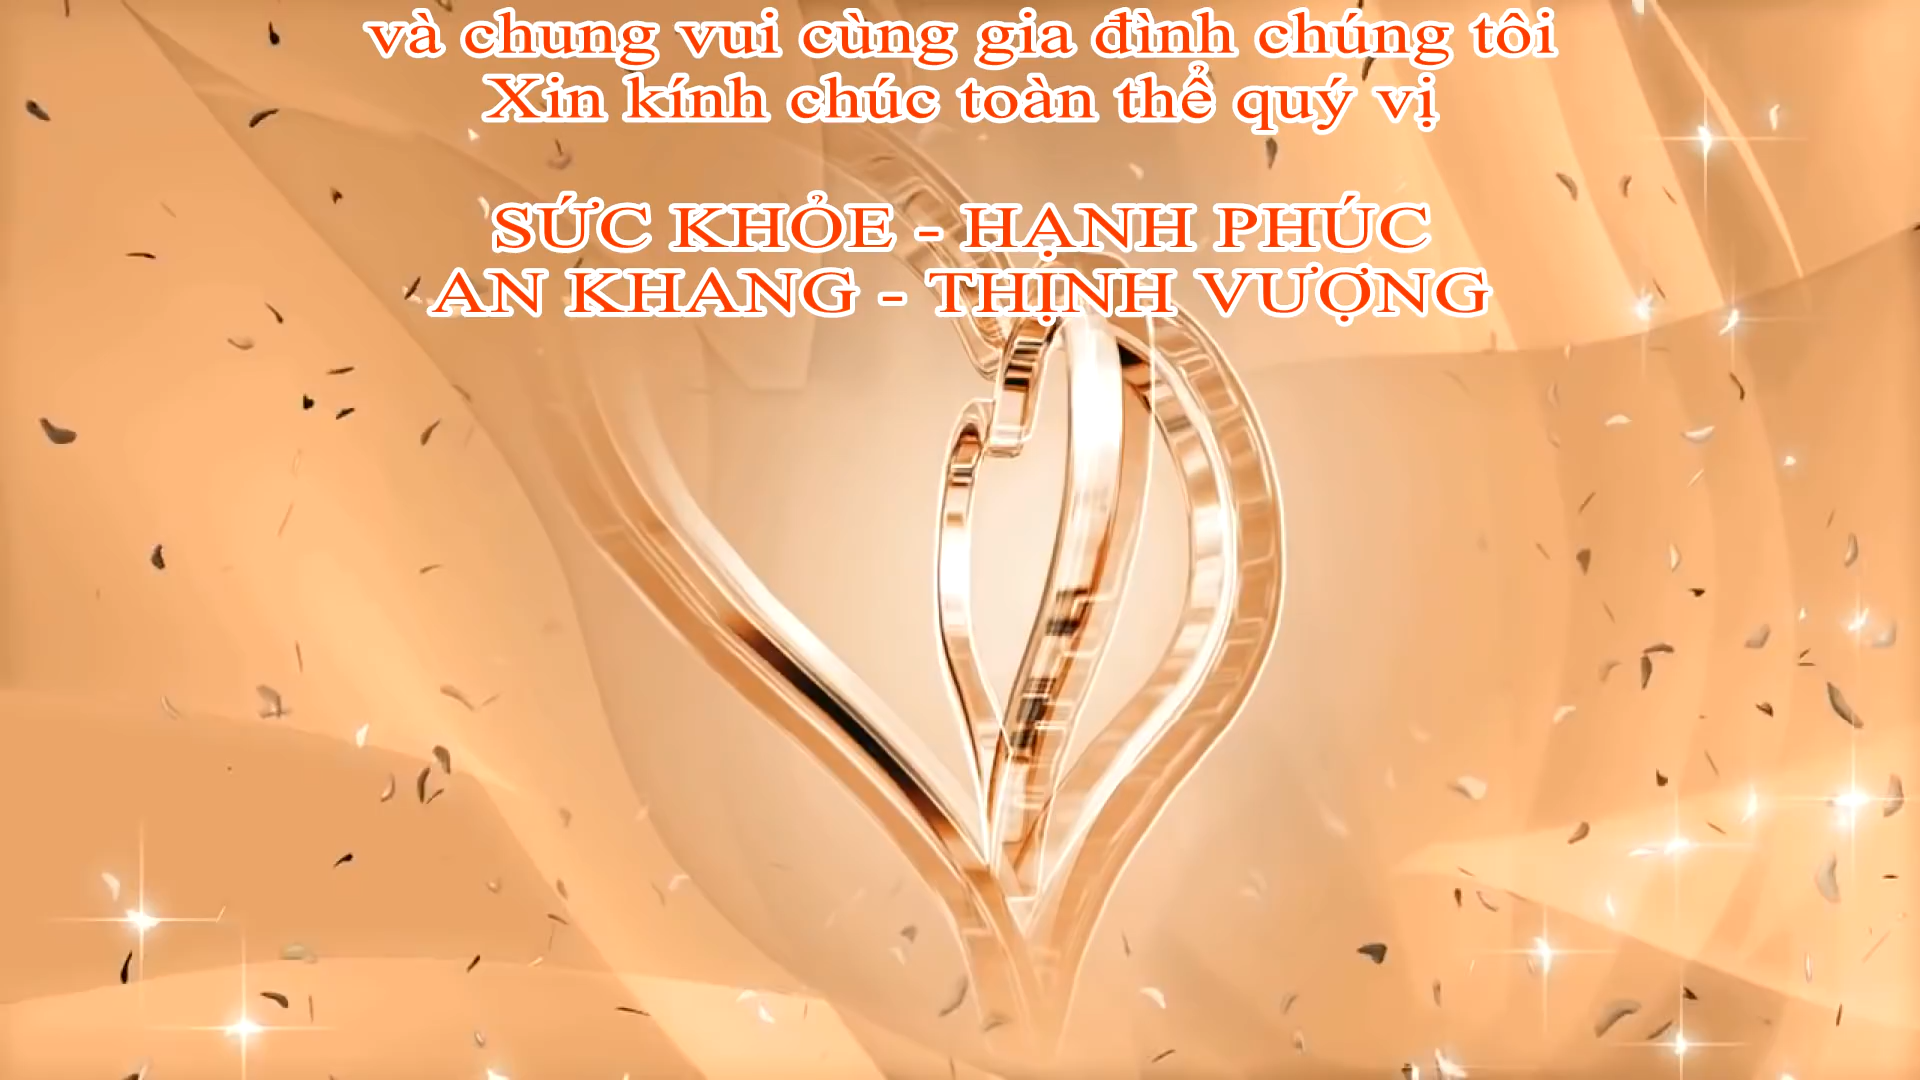 và chung vui cùng gia đình chúng tôi
Xin kính chúc toàn thể quý vị
SỨC KHỎE - HẠNH PHÚC
AN KHANG - THỊNH VƯỢNG